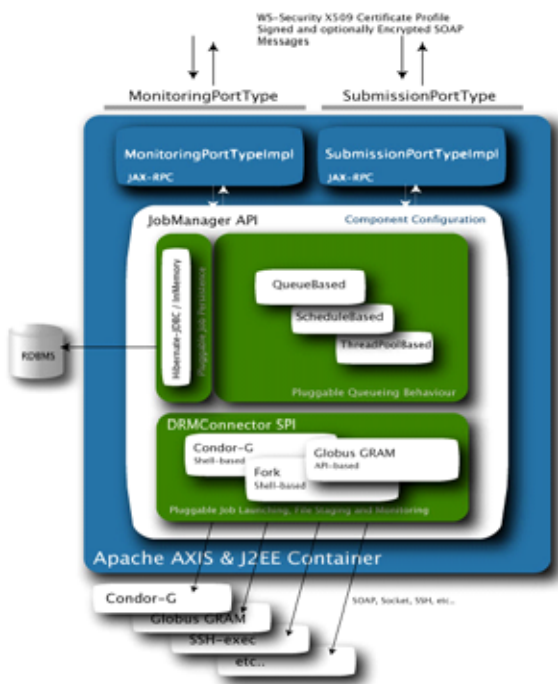 WS-Security X509 Certificate Profile
Signed and optionally Encrypted SOAP
Messages
MonitoringPortType
SubmissionPortType
MonitoringPortTypeImpl
JAX-RPC
SubmissionPortTypeImpl
JAX-RPC
JobManager API
Component Configuration
Hibernate-JDBC / InMemory
Pluggable Job Persistence
QueueBased
ScheduleBased
ThreadPoolBased
Pluggable Queueing Behaviour
RDBMS
DRMConnector SPI
Condor-G
Shell-based
Globus GRAM
API-based
Fork
Shell-based
Pluggable Job Launching, File Staging and Monitoring
Apache AXIS & J2EE Container
Condor-G
Globus GRAM
SSH-exec
etc..
SOAP, Socket, SSH, etc..